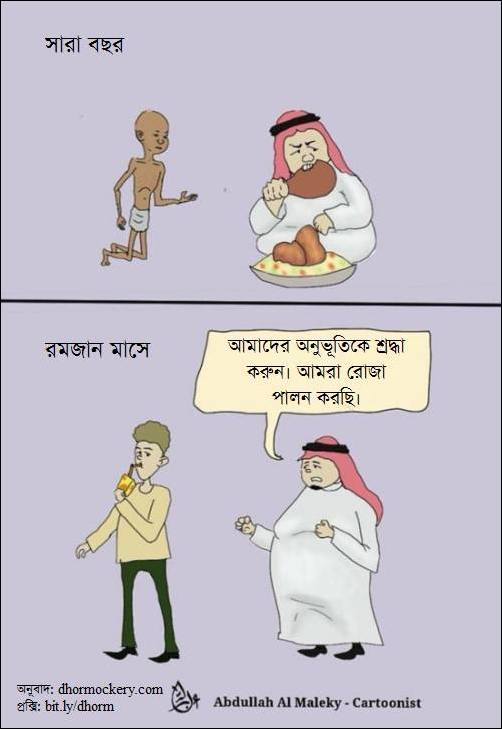 সারা বছর
রমজান মাসে
আমাদের অনুভূতিকে শ্রদ্ধা
করুন। আমরা রোজা
পালন করছি।
অনুবাদ: dhormockery.com
প্রক্সি: bit.ly/dhorm
Abdullah Al Maleky - Cartoonist